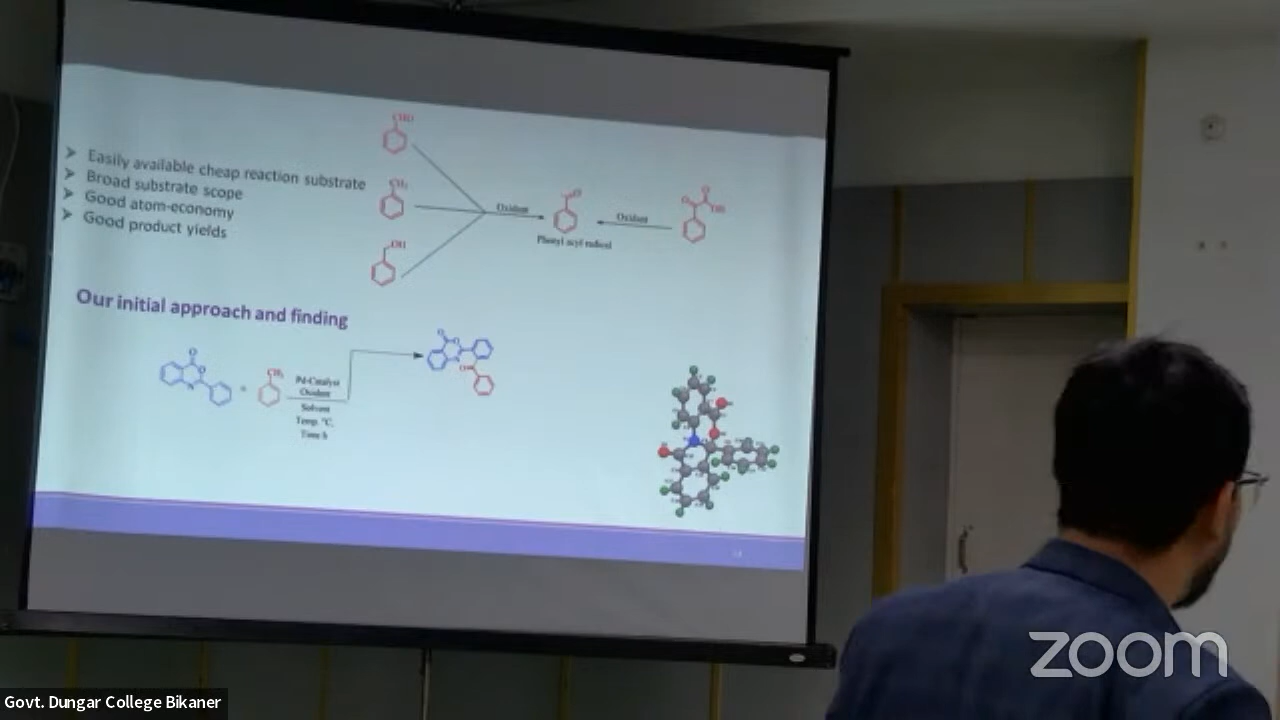 Easily available cheap reaction substrate
Broad substrate scope
Good atom-economy
Good product yields
CHO
CH₃
OH
Oxidant
Oxidant
Phenyl acyl radical
Our initial approach and finding
CH₃
Pd-Catalyst
Oxidant
Solvent
Temp. °C,
Time h
zoom
Govt. Dungar College Bikaner